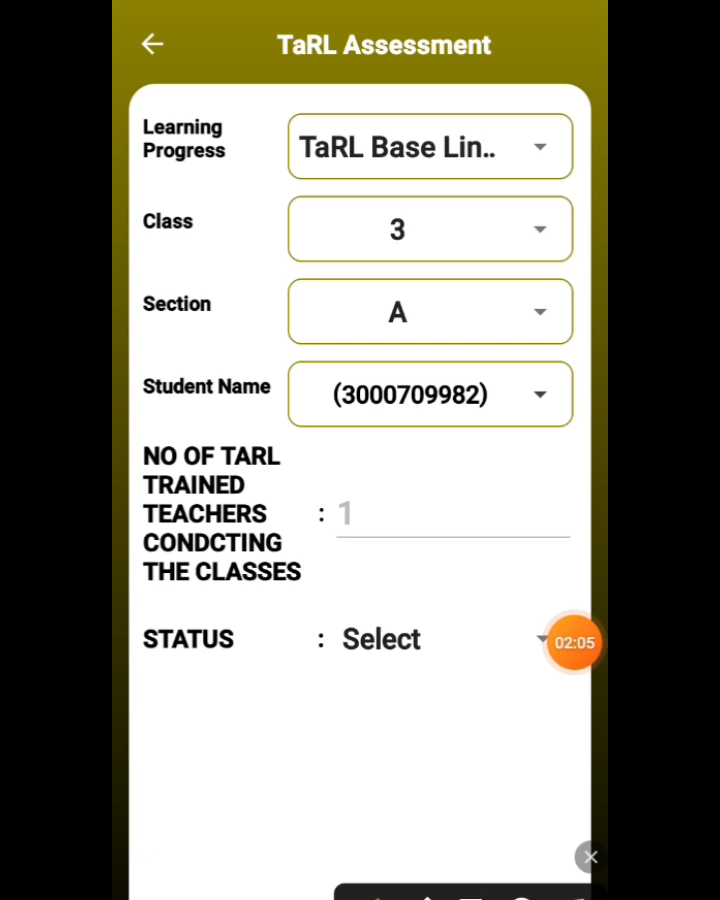 TaRL Assessment
Learning
Progress
TaRL Base Lin..
Class
3
Section
A
Student Name
(3000709982)
NO OF TARL
TRAINED
TEACHERS
CONDCTING
THE CLASSES
: 1
STATUS : Select
02:05